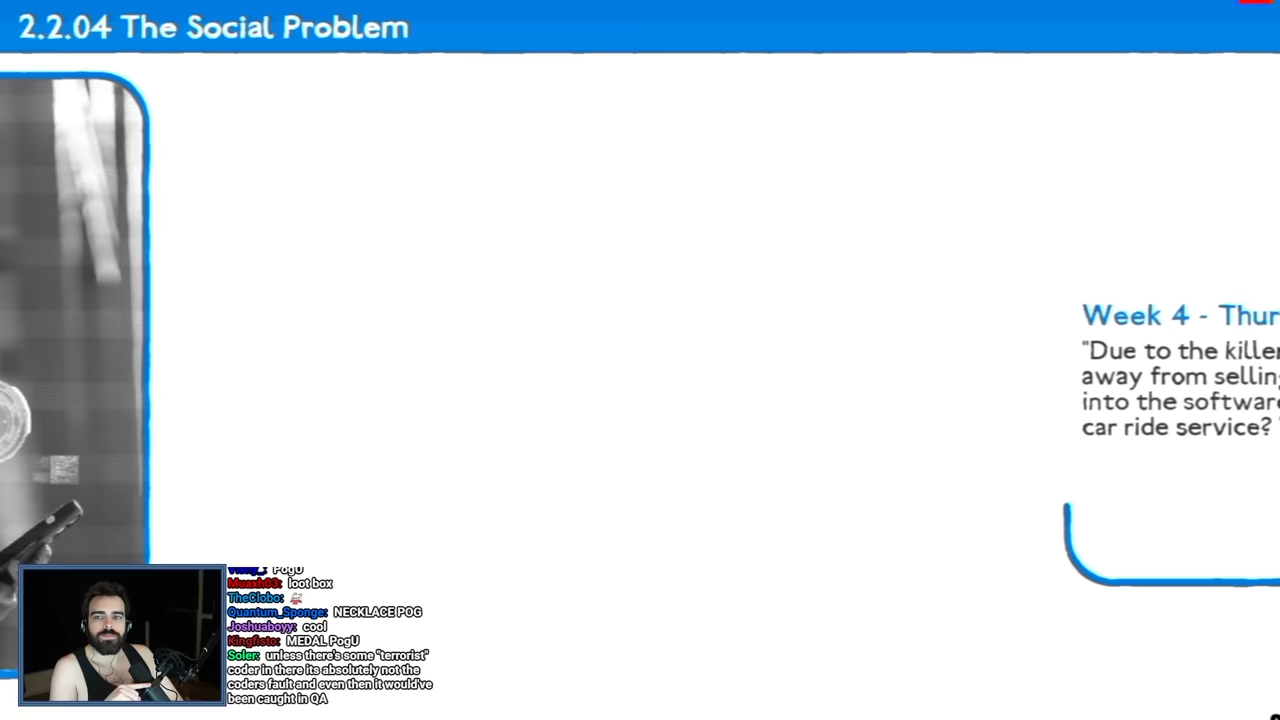 2.2.04 The Social Problem
Week 4 - Thur
"Due to the killer
away from selling
into the software
car ride service?
PogU
Muaxh03: loot box
TheClobo:
Quantum_Sponge: NECKLACE POG
Joshuaboyy: cool
Kingfisto: MEDAL PogU
Soler: unless there's some "terrorist"
coder in there its absolutely not the
coders fault and even then it would've
been caught in QA